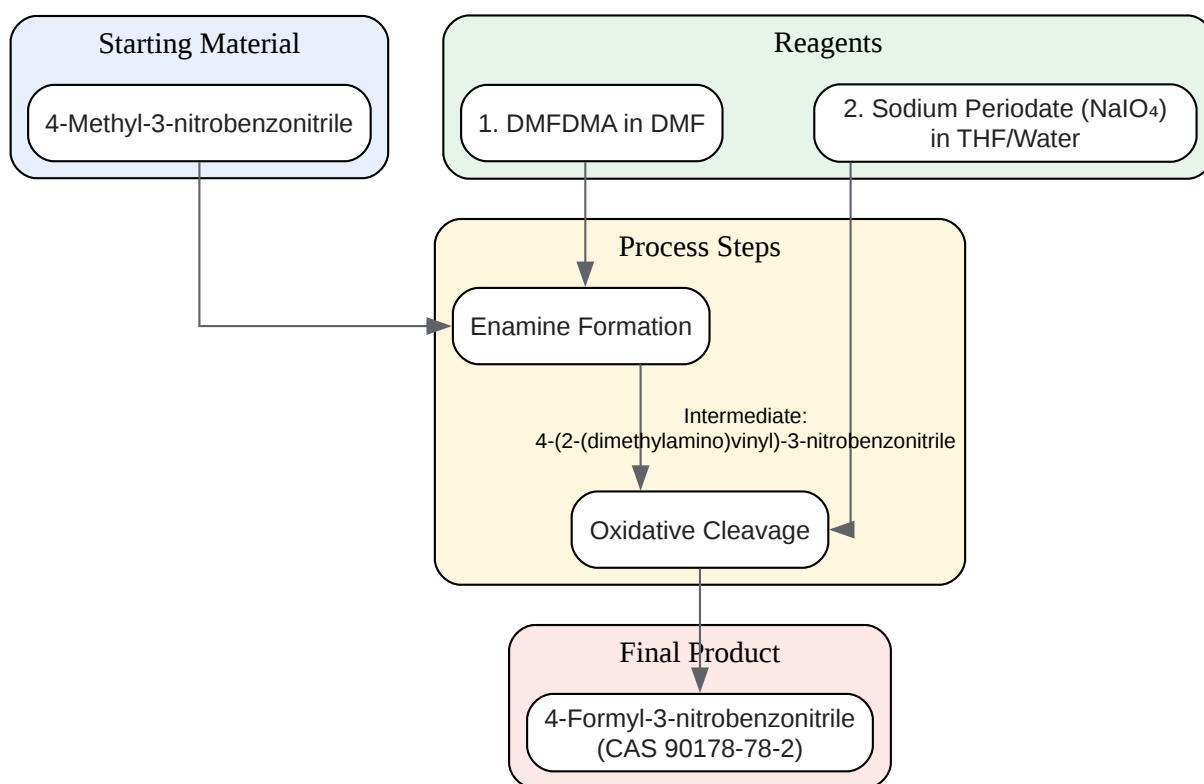 Starting Material
4-Methyl-3-nitrobenzonitrile
Reagents
1. DMFDMA in DMF
2. Sodium Periodate (NaIO₄)
in THF/Water
Process Steps
Enamine Formation
Intermediate:
4-(2-(dimethylamino)vinyl)-3-nitrobenzonitrile
Oxidative Cleavage
Final Product
4-Formyl-3-nitrobenzonitrile
(CAS 90178-78-2)